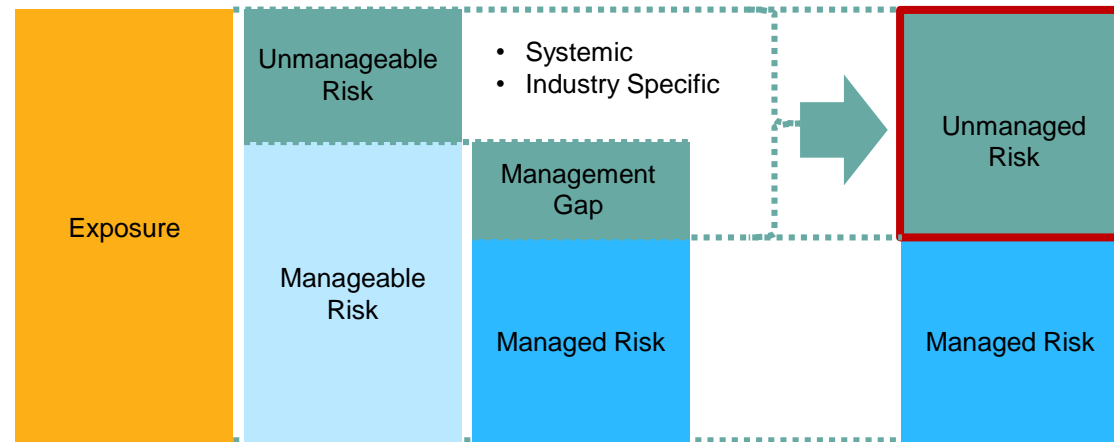 Exposure
Unmanageable
Risk
Manageable
Risk
• Systemic
• Industry Specific
Management
Gap
Managed Risk
Unmanaged
Risk
Managed Risk